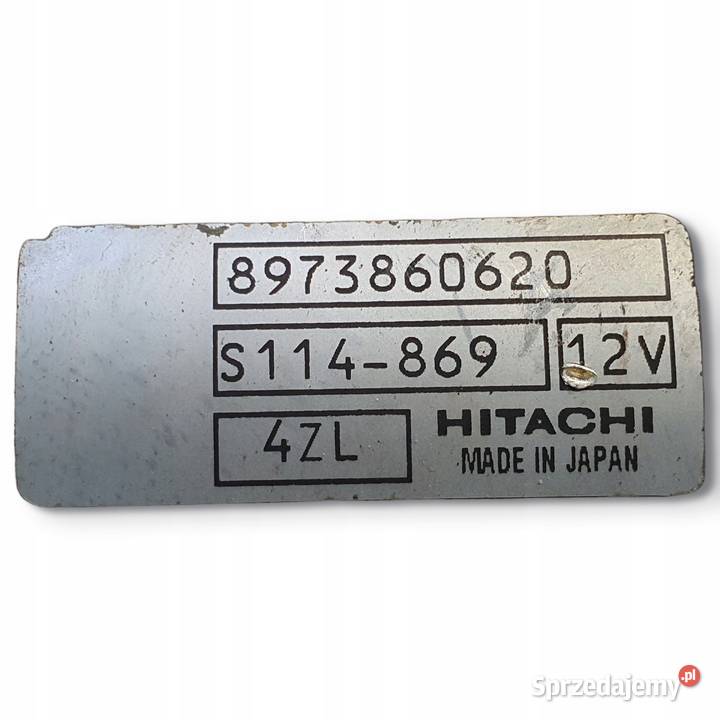 8973860620
S114-869 12V
4ZL HITACHI
MADE IN JAPAN
Sprzedajemy.pl